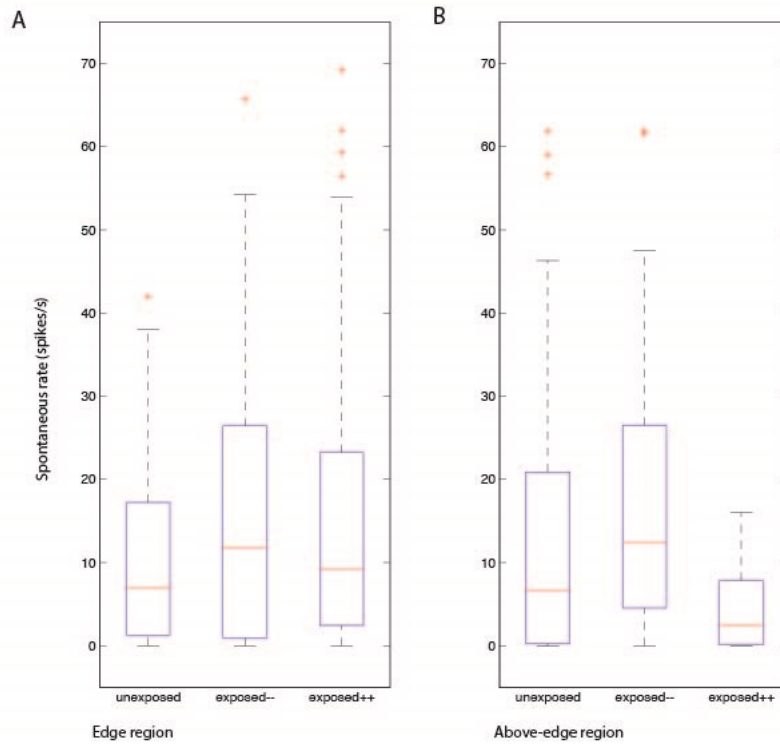 A
B
70
60
50
40
30
20
10
0
70
60
50
40
30
20
10
0
Spontaneous rate (spikes/s)
unexposed exposed-- exposed++
unexposed exposed-- exposed++
Edge region
Above-edge region